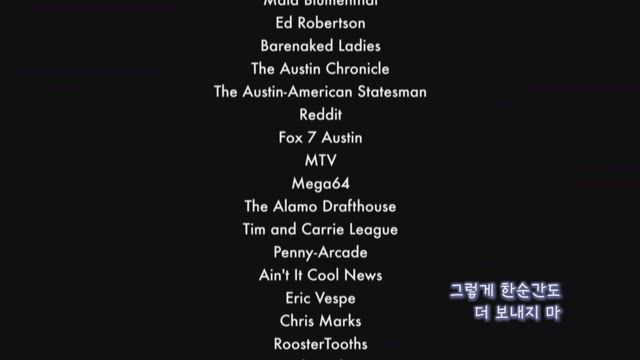 Maia Blumenthal
Ed Robertson
Barenaked Ladies
The Austin Chronicle
The Austin-American Statesman
Reddit
Fox 7 Austin
MTV
Mega64
The Alamo Drafthouse
Tim and Carrie League
Penny-Arcade
Ain't It Cool News
Eric Vespe
Chris Marks
RoosterTooths
그렇게 한순간도
더 보내지 마